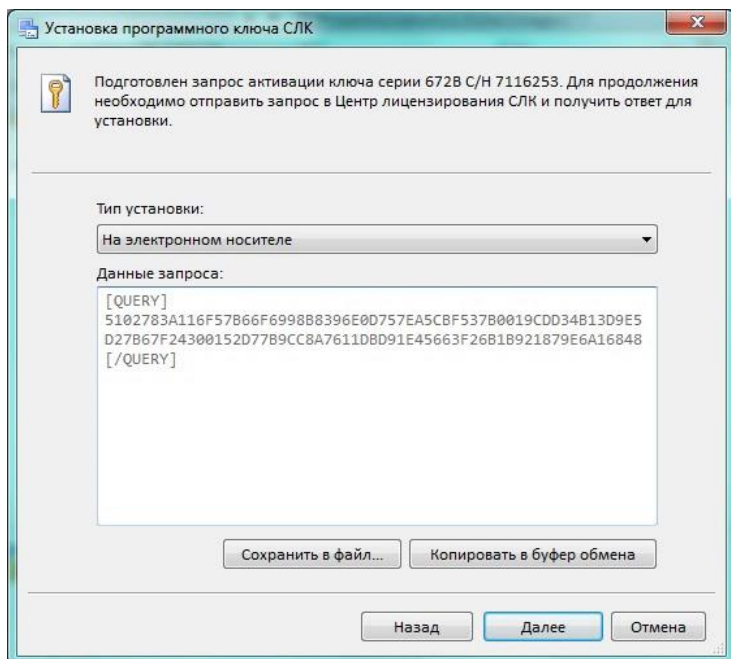 Установка программного ключа СЛК
Подготовлен запрос активации ключа серии 672B С/Н 7116253. Для продолжения
необходимо отправить запрос в Центр лицензирования СЛК и получить ответ для
установки.
Тип установки:
На электронном носителе
Данные запроса:
[QUERY]
5102783A116F57B66F6998B8396E0D757EA5CBF537B0019CDD34B13D9E5
D27B67F24300152D77B9CC8A7611DBD91E45663F26B1B921879E6A16848
[/QUERY]
Сохранить в файл...
Копировать в буфер обмена
Назад
Далее
Отмена